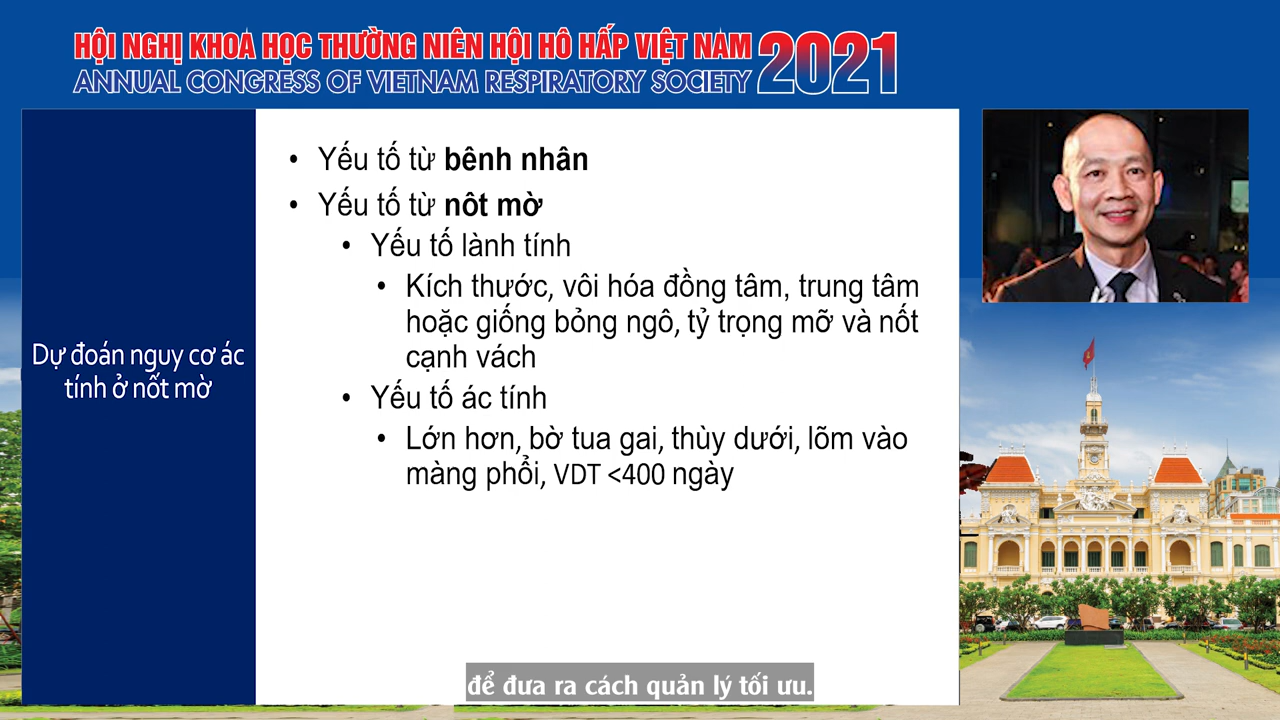 HỘI NGHỊ KHOA HỌC THƯỜNG NIÊN HỘI HÔ HẤP VIỆT NAM 2021
ANNUAL CONGRESS OF VIETNAM RESPIRATORY SOCIETY
Dự đoán nguy cơ ác
tính ở nốt mờ
• Yếu tố từ bênh nhân
• Yếu tố từ nôt mờ
• Yếu tố lành tính
• Kích thước, vôi hóa đồng tâm, trung tâm
hoặc giống bỏng ngô, tỷ trọng mỡ và nốt
cạnh vách
• Yếu tố ác tính
• Lớn hơn, bờ tua gai, thùy dưới, lõm vào
màng phổi, VDT <400 ngày
để đưa ra cách quản lý tối ưu.